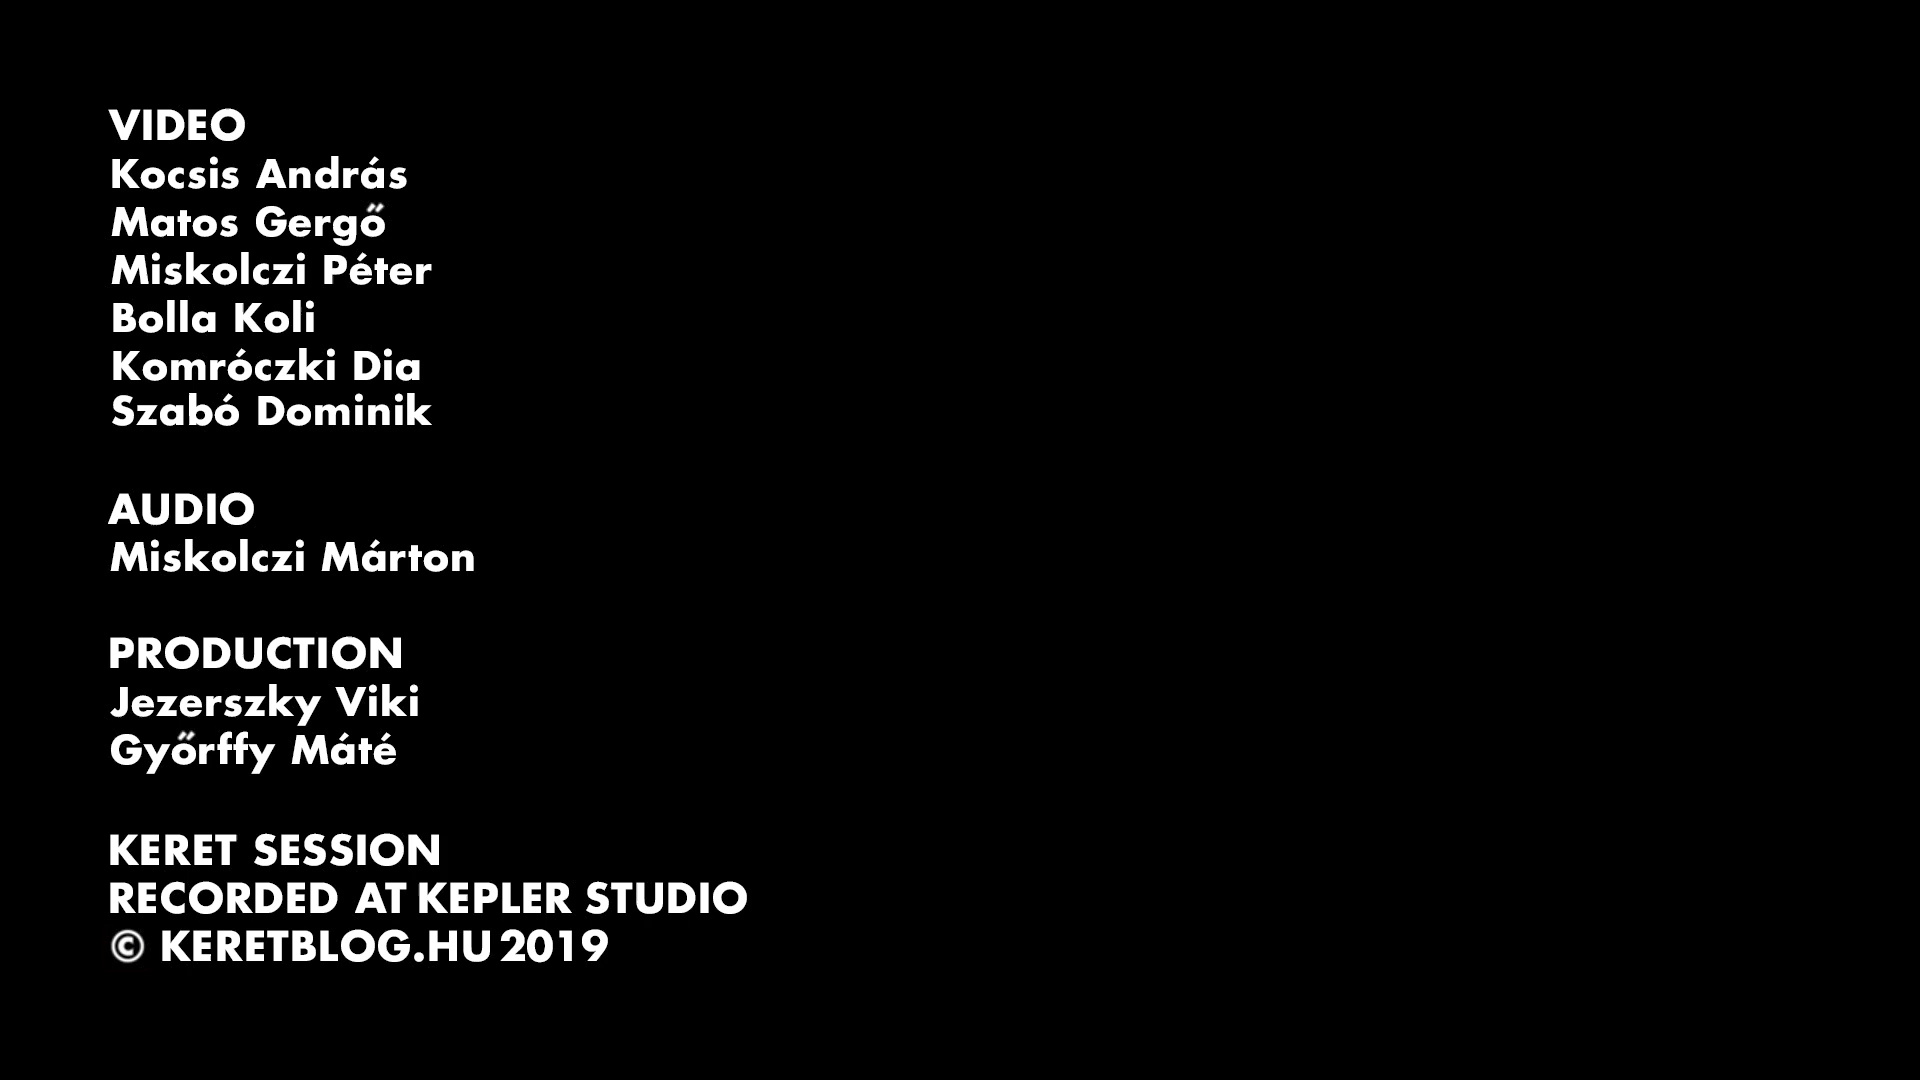 VIDEO
Kocsis András
Matos Gergő
Miskolczi Péter
Bolla Koli
Komróczki Dia
Szabó Dominik
AUDIO
Miskolczi Márton
PRODUCTION
Jezerszky Viki
Győrffy Máté
KERET SESSION
RECORDED AT KEPLER STUDIO
© KERETBLOG.HU 2019